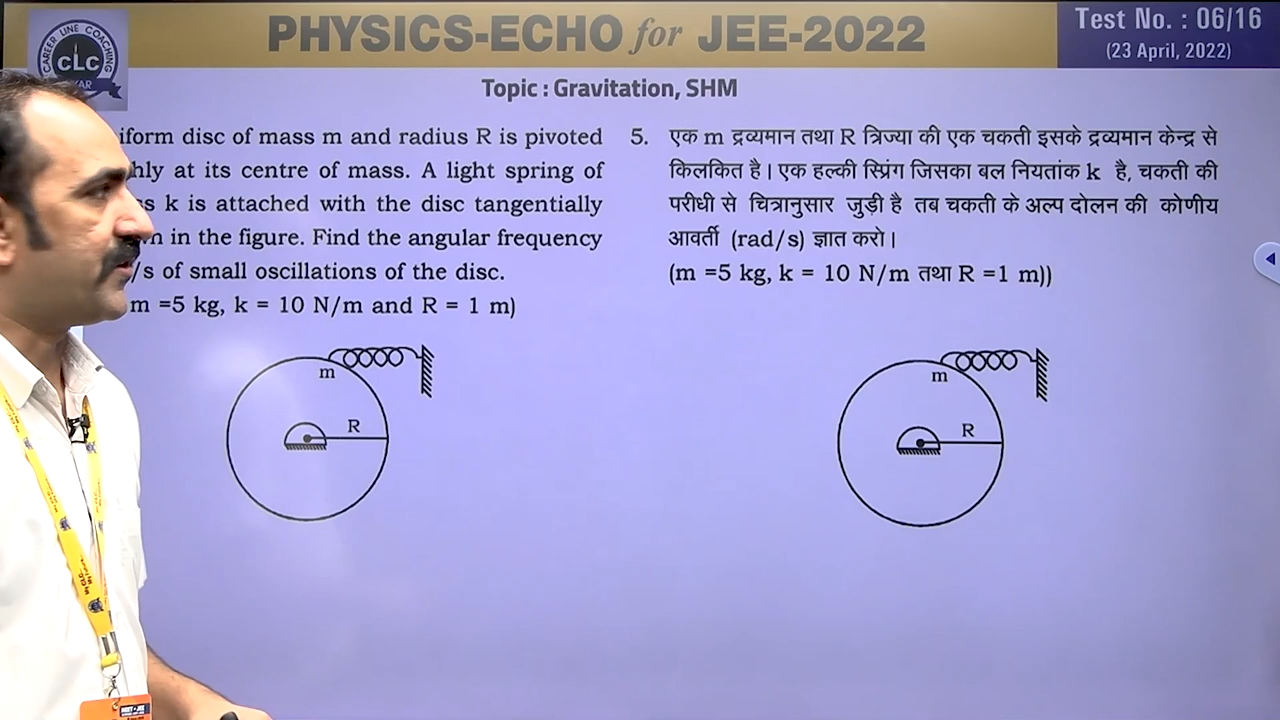 PHYSICS-ECHO for JEE-2022
Test No. : 06/16
(23 April, 2022)
CAREER LINE COACHING
CLC
Topic : Gravitation, SHM
disc of mass m and radius R is pivoted
at its centre of mass. A light spring of
k is attached with the disc tangentially
in the figure. Find the angular frequency
/s of small oscillations of the disc.
m =5 kg, k = 10 N/m and R = 1 m)
m
R
5. एक m द्रव्यमान तथा R त्रिज्या की एक चकती इसके द्रव्यमान केन्द्र से
किलकित है। एक हल्की स्प्रिंग जिसका बल नियतांक k है, चकती की
परीधी से चित्रानुसार जुड़ी है तब चकती के अल्प दोलन की कोणीय
आवर्ती (rad/s) ज्ञात करो।
(m =5 kg, k = 10 N/m तथा R =1 m))
m
R